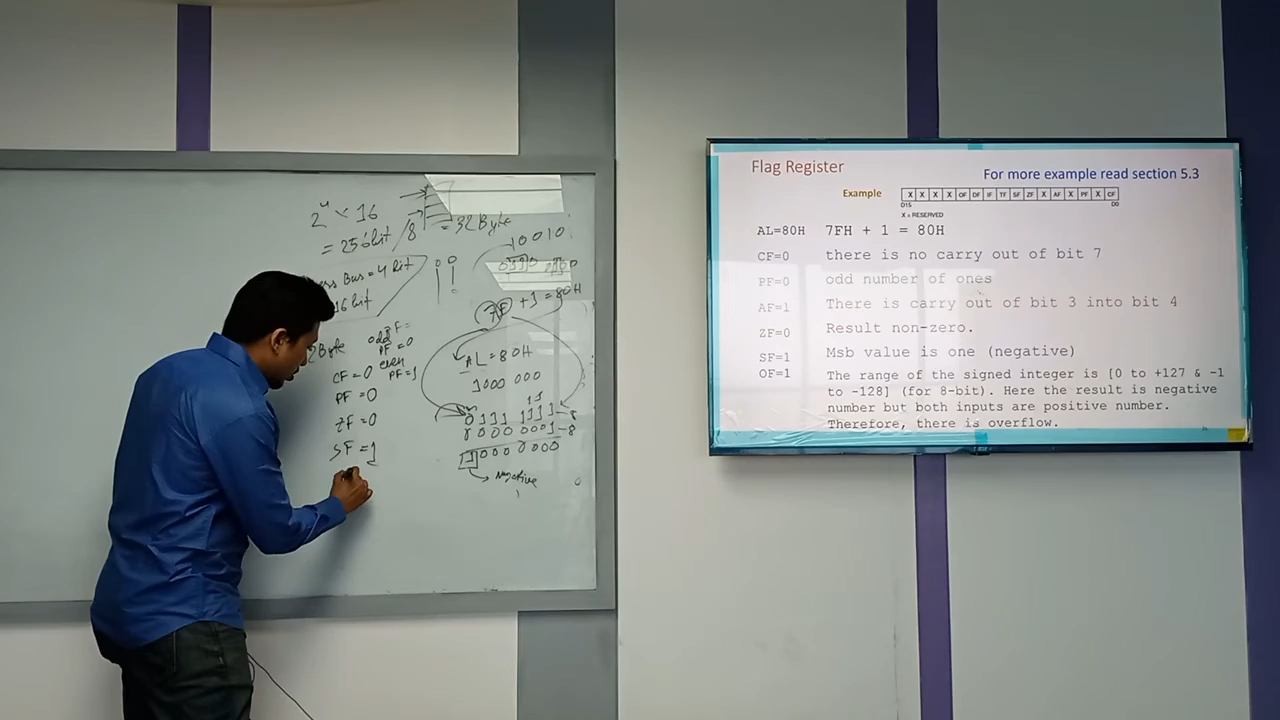 2⁴ × 16
= 256 bit / 8 = 32 Byte
10010
Bus = 4 bit
16 bit
7F + 1 = 80H
Byte
odd PF =
PF = 0
even
PF = 1
CF = 0
PF = 0
ZF = 0
SF = 1
AL = 80H
1000 000
11
0111 1111 - 8
0000 0001 - 8
1000 0000
negative
Flag Register
For more example read section 5.3
Example
X X X X OF DF IF TF SF ZF X AF X PF X CF
D15 D0
X = RESERVED
AL=80H 7FH + 1 = 80H
CF=0 there is no carry out of bit 7
PF=0 odd number of ones
AF=1 There is carry out of bit 3 into bit 4
ZF=0 Result non-zero.
SF=1 Msb value is one (negative)
OF=1 The range of the signed integer is [0 to +127 & -1
to -128] (for 8-bit). Here the result is negative
number but both inputs are positive number.
Therefore, there is overflow.